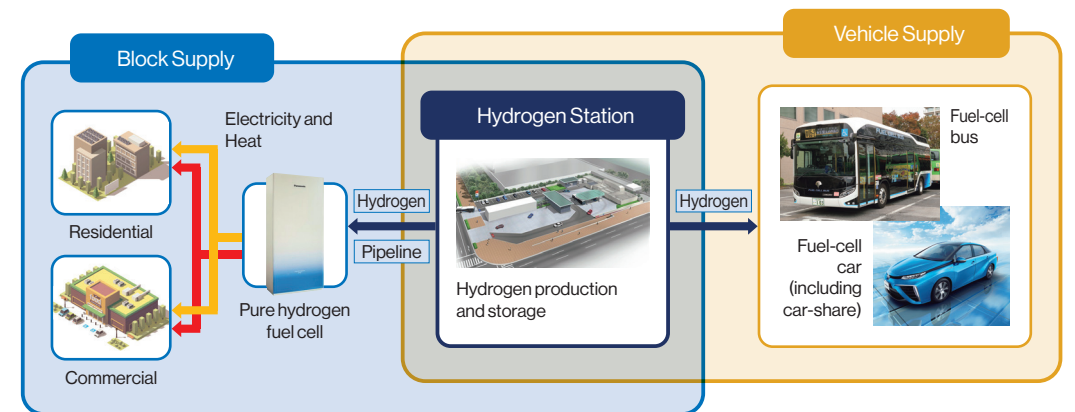 Block Supply
Vehicle Supply
Hydrogen Station
Electricity and
Heat
Residential
Commercial
Pure hydrogen
fuel cell
Hydrogen
Pipeline
Hydrogen production
and storage
Hydrogen
Fuel-cell
bus
Fuel-cell
car
(including
car-share)